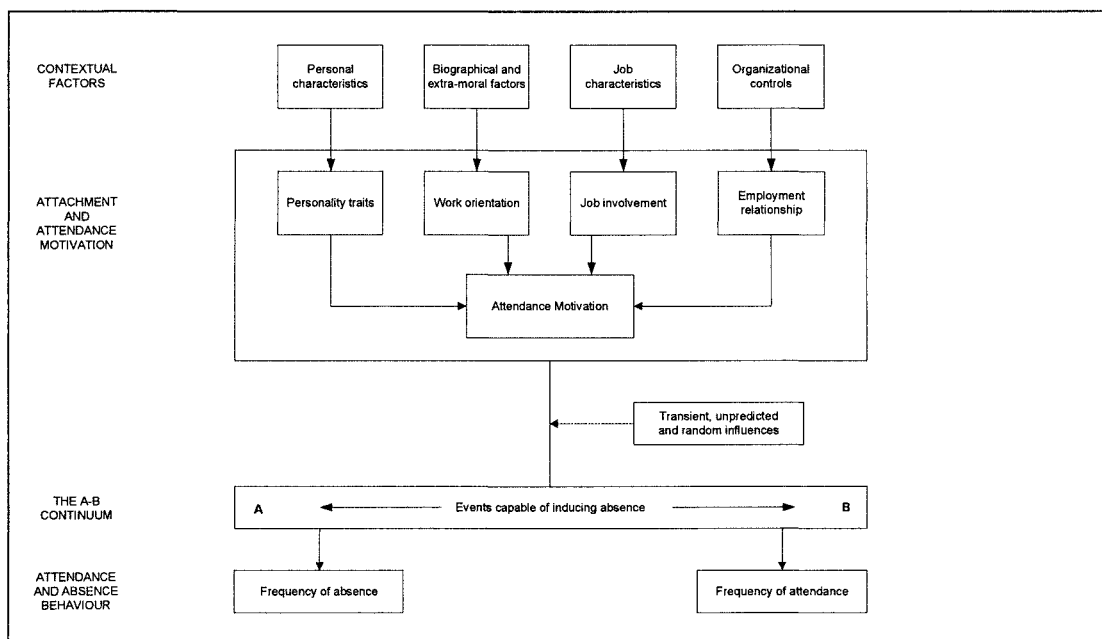 CONTEXTUAL
FACTORS
Personal
characteristics
Biographical and
extra-moral factors
Job
characteristics
Organizational
controls
ATTACHMENT
AND
ATTENDANCE
MOTIVATION
Personality traits
Work orientation
Job involvement
Employment
relationship
Attendance Motivation
Transient, unpredicted
and random influences
THE A-B
CONTINUUM
A
Events capable of inducing absence
B
ATTENDANCE
AND ABSENCE
BEHAVIOUR
Frequency of absence
Frequency of attendance